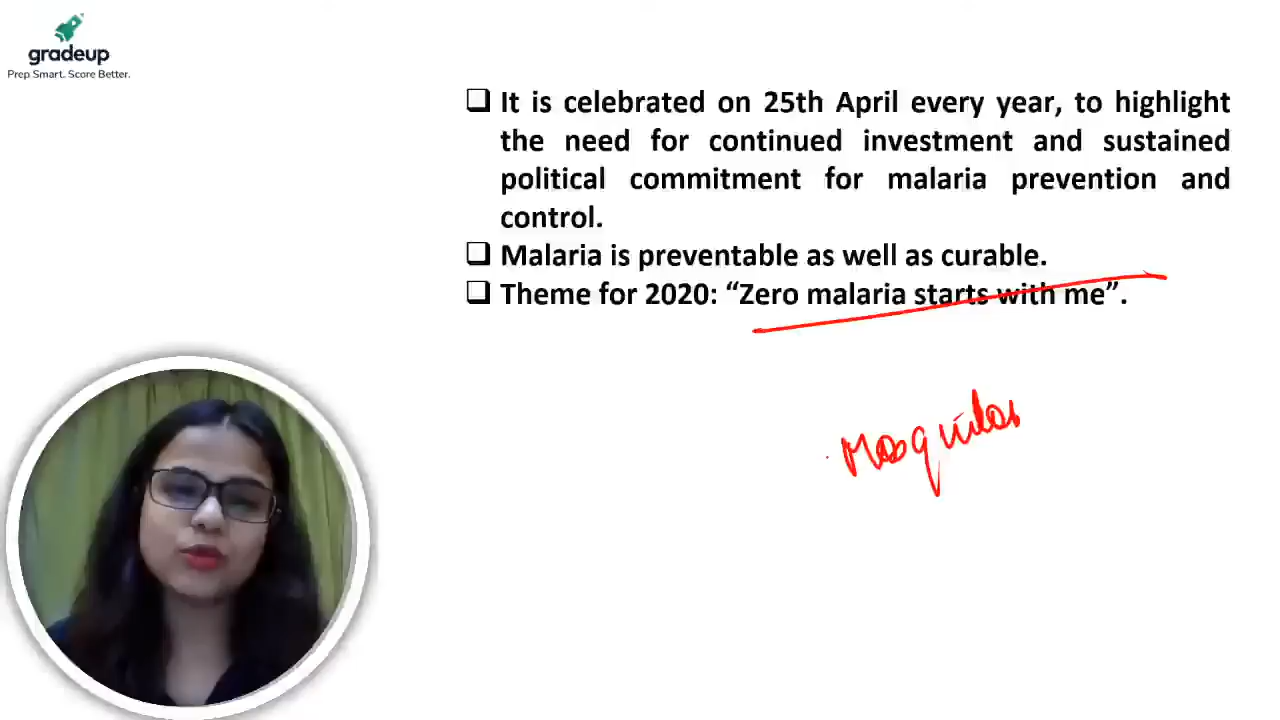 gradeup
Prep Smart. Score Better.
❑ It is celebrated on 25th April every year, to highlight
the need for continued investment and sustained
political commitment for malaria prevention and
control.
❑ Malaria is preventable as well as curable.
❑ Theme for 2020: “Zero malaria starts with me”.